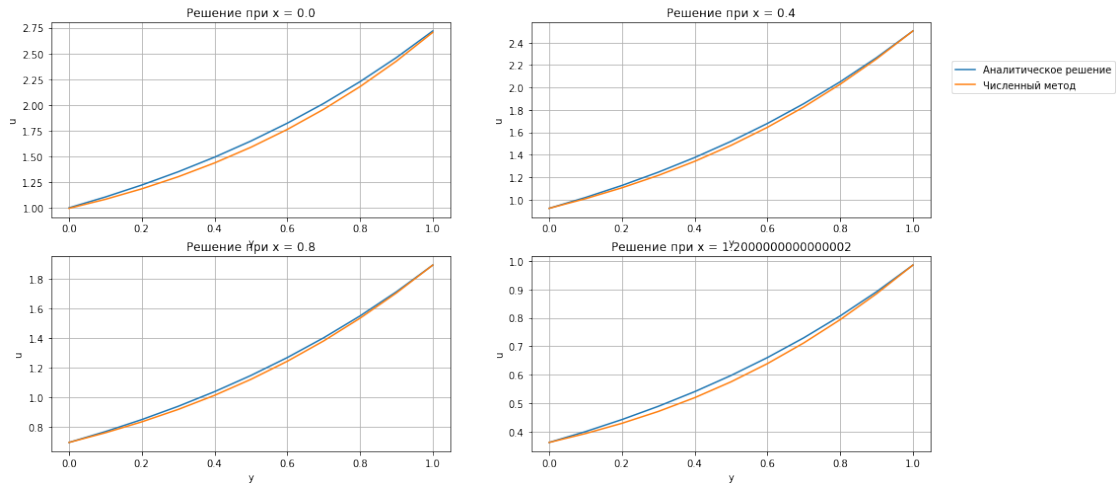 Решение при x = 0.0
2.75
2.50
2.25
2.00
1.75
1.50
1.25
1.00
u
0.0 0.2 0.4 0.6 0.8 1.0
y
Решение при x = 0.4
2.4
2.2
2.0
1.8
1.6
1.4
1.2
1.0
u
0.0 0.2 0.4 0.6 0.8 1.0
y
Аналитическое решение
Численный метод
Решение при x = 0.8
1.8
1.6
1.4
1.2
1.0
0.8
u
0.0 0.2 0.4 0.6 0.8 1.0
y
Решение при x = 1.2000000000000002
1.0
0.9
0.8
0.7
0.6
0.5
0.4
u
0.0 0.2 0.4 0.6 0.8 1.0
y